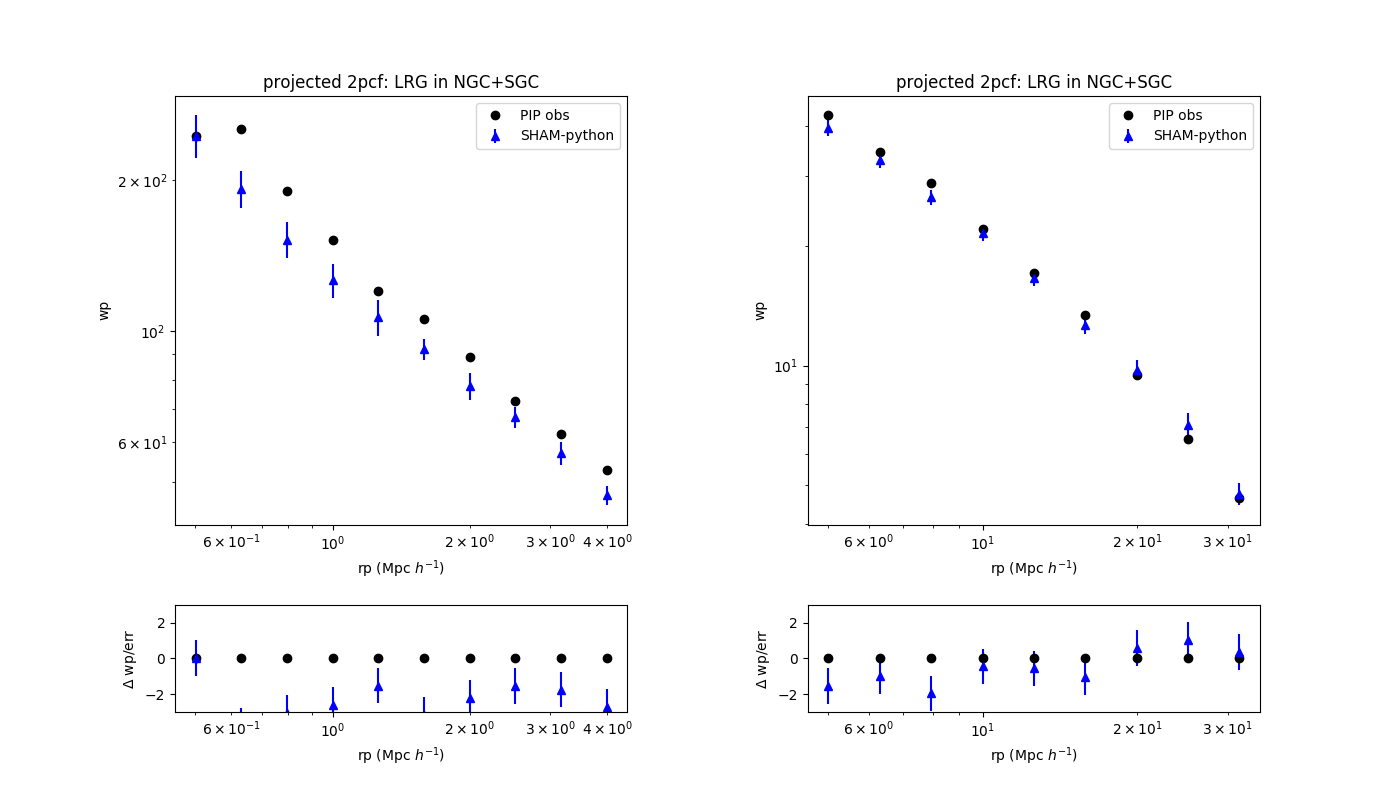 projected 2pcf: LRG in NGC+SGC
PIP obs
SHAM-python
2 × 10²
10²
6 × 10¹
wp
6 × 10⁻¹
10⁰
2 × 10⁰
3 × 10⁰
4 × 10⁰
rp (Mpc h⁻¹)
2
0
−2
Δ wp/err
6 × 10⁻¹
10⁰
2 × 10⁰
3 × 10⁰
4 × 10⁰
rp (Mpc h⁻¹)
projected 2pcf: LRG in NGC+SGC
PIP obs
SHAM-python
10¹
wp
6 × 10⁰
10¹
2 × 10¹
3 × 10¹
rp (Mpc h⁻¹)
2
0
−2
Δ wp/err
6 × 10⁰
10¹
2 × 10¹
3 × 10¹
rp (Mpc h⁻¹)